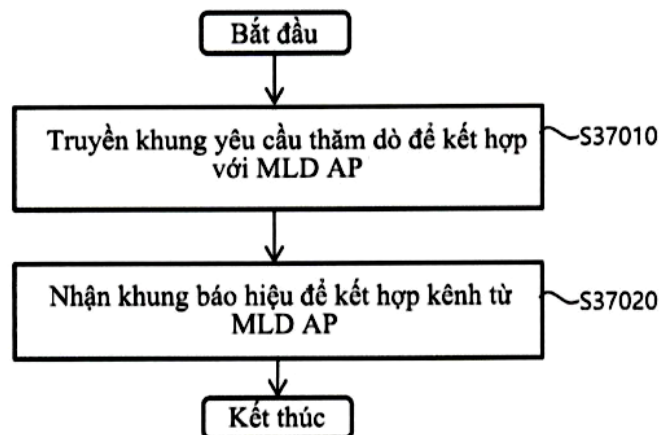 Bắt đầu
Truyền khung yêu cầu thăm dò để kết hợp
với MLD AP
S37010
Nhận khung báo hiệu để kết hợp kênh từ
MLD AP
S37020
Kết thúc